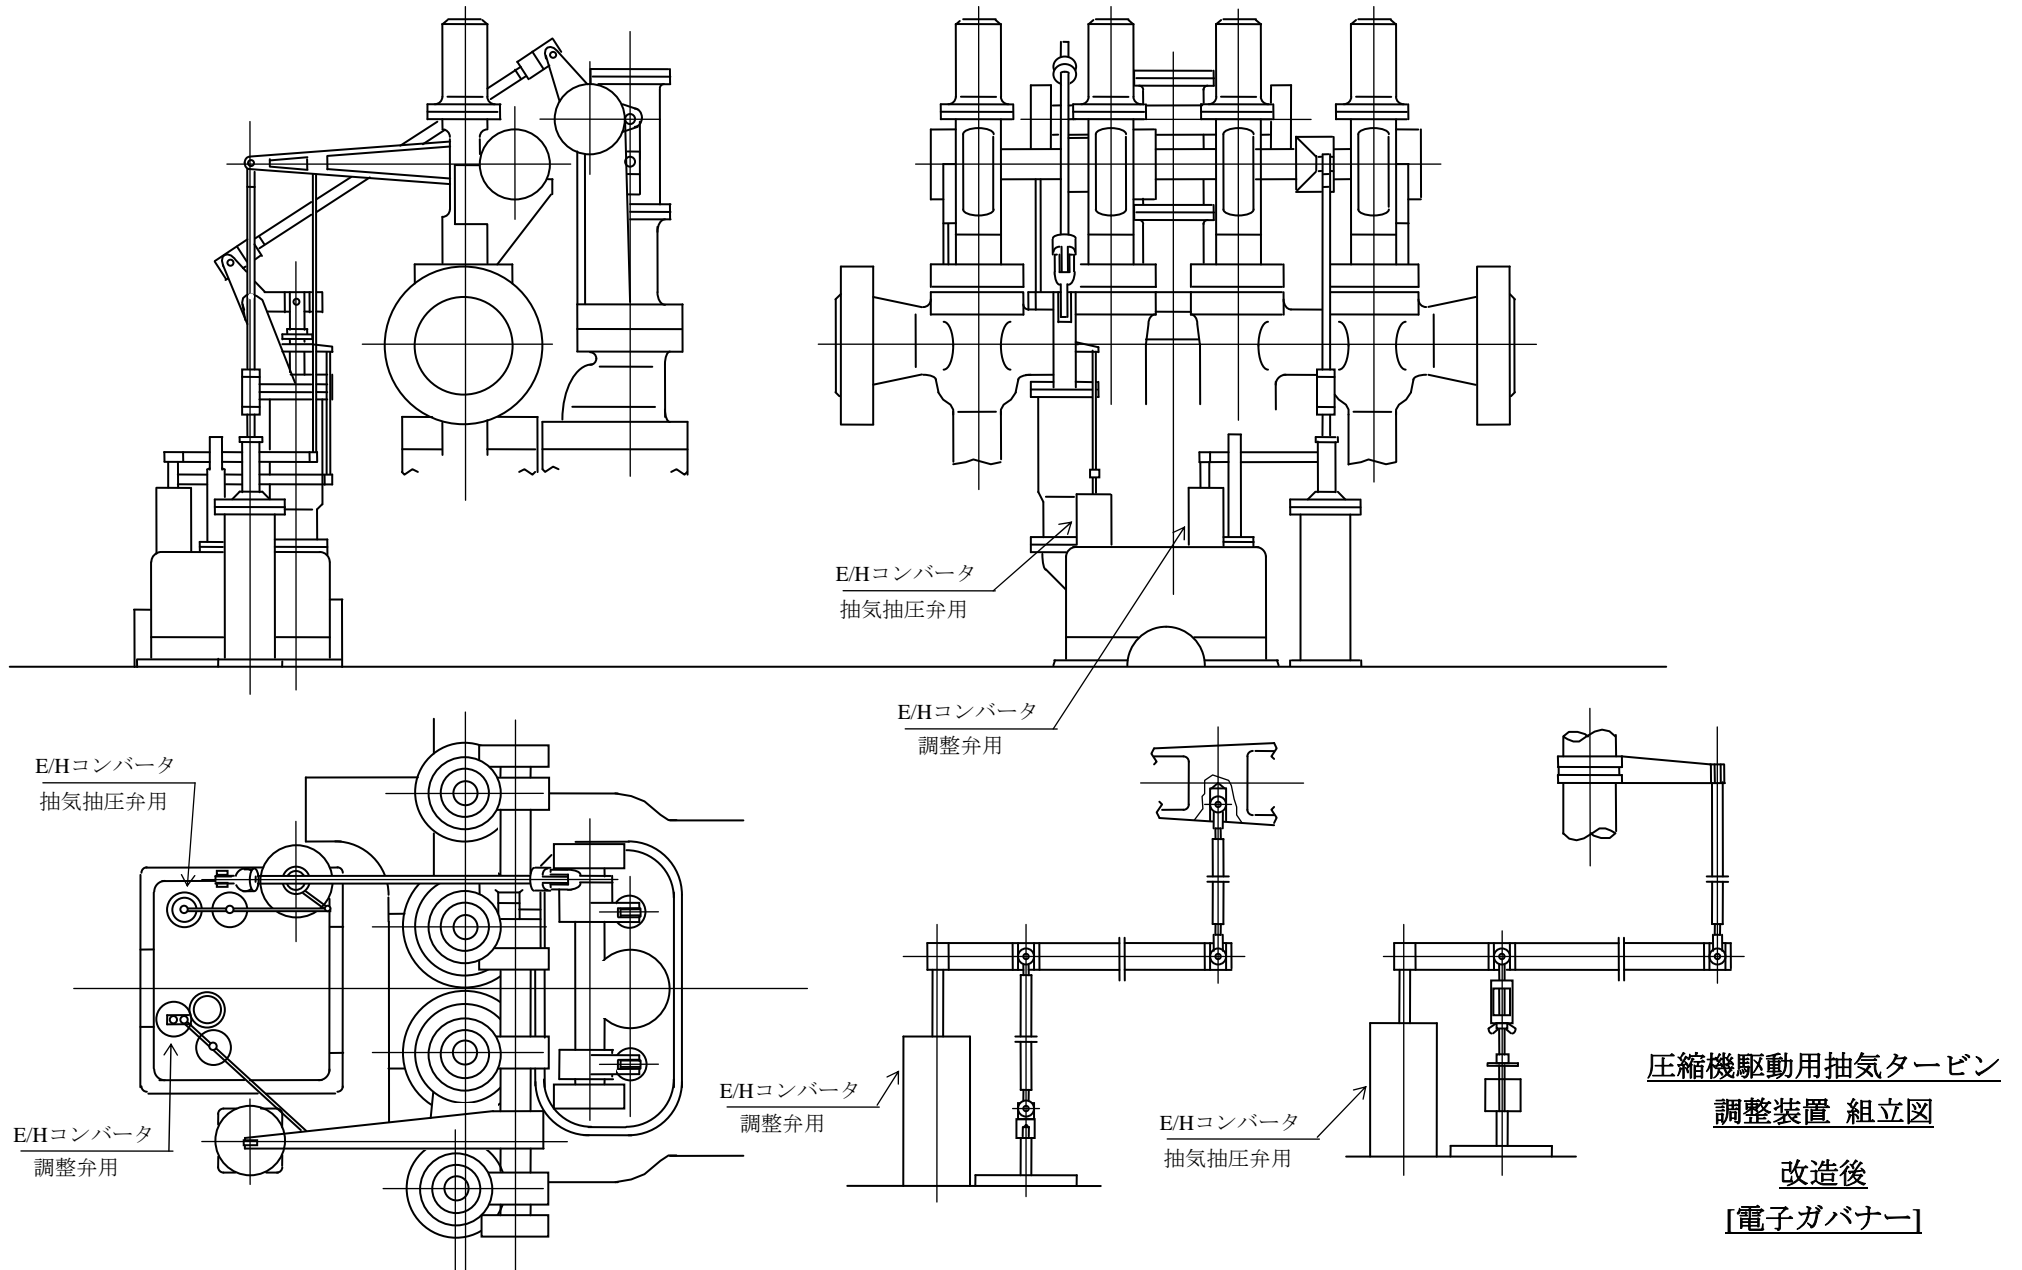 E/Hコンバータ
抽気抽圧弁用
E/Hコンバータ
調整弁用
E/Hコンバータ
抽気抽圧弁用
E/Hコンバータ
調整弁用
E/Hコンバータ
調整弁用
E/Hコンバータ
抽気抽圧弁用
圧縮機駆動用抽気タービン
調整装置 組立図
改造後
[電子ガバナー]